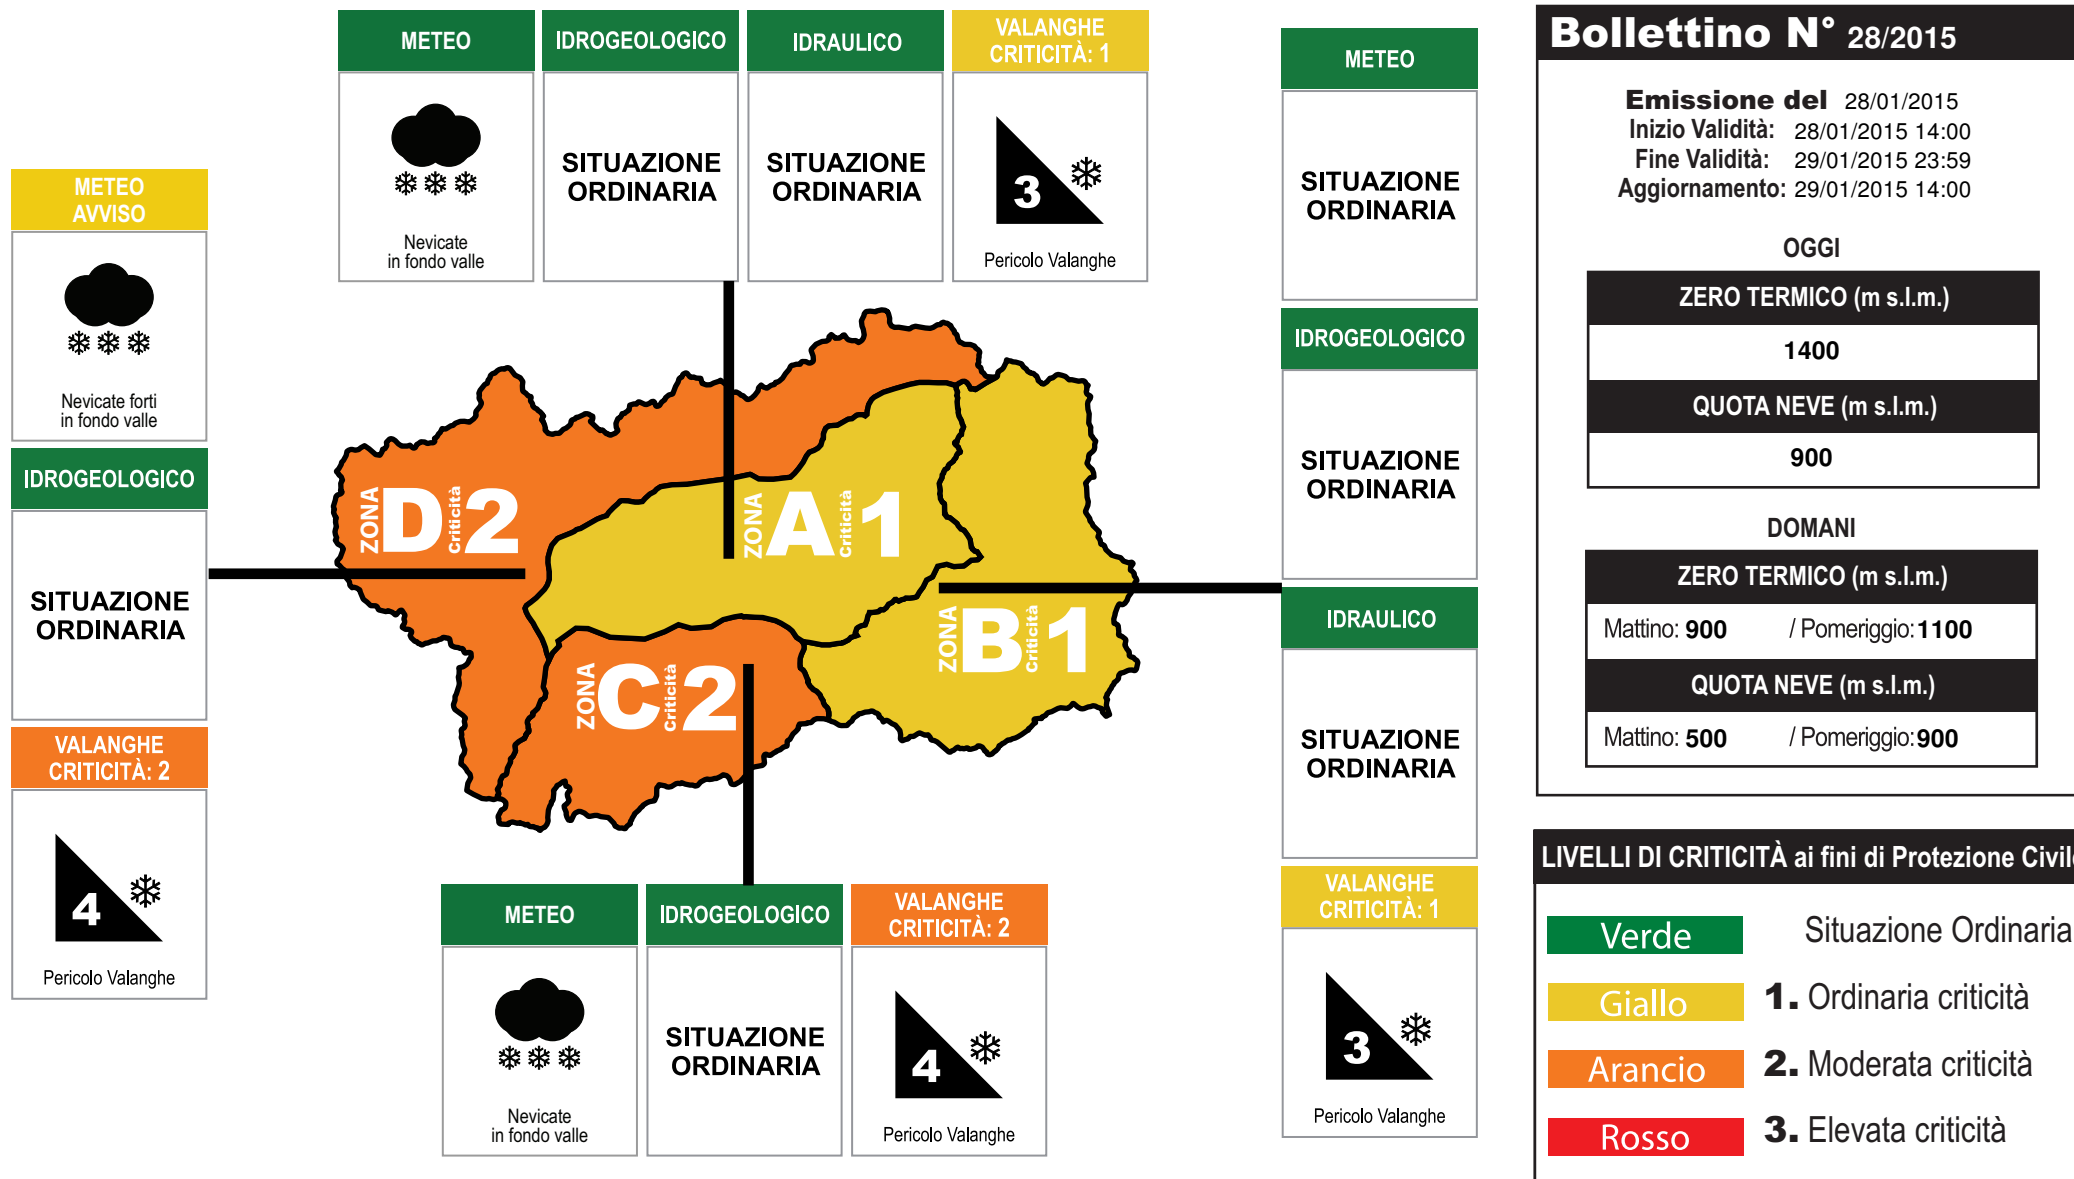 METEO
IDROGEOLOGICO
IDRAULICO
VALANGHE
CRITICITÀ: 1
Nevicate
in fondo valle
SITUAZIONE
ORDINARIA
SITUAZIONE
ORDINARIA
3
Pericolo Valanghe
METEO
AVVISO
Nevicate forti
in fondo valle
IDROGEOLOGICO
SITUAZIONE
ORDINARIA
VALANGHE
CRITICITÀ: 2
4
Pericolo Valanghe
ZONA D Criticità 2
ZONA A Criticità 1
ZONA B Criticità 1
ZONA C Criticità 2
METEO
IDROGEOLOGICO
VALANGHE
CRITICITÀ: 2
Nevicate
in fondo valle
SITUAZIONE
ORDINARIA
4
Pericolo Valanghe
METEO
SITUAZIONE
ORDINARIA
IDROGEOLOGICO
SITUAZIONE
ORDINARIA
IDRAULICO
SITUAZIONE
ORDINARIA
VALANGHE
CRITICITÀ: 1
3
Pericolo Valanghe
Bollettino N° 28/2015
Emissione del 28/01/2015
Inizio Validità: 28/01/2015 14:00
Fine Validità: 29/01/2015 23:59
Aggiornamento: 29/01/2015 14:00
OGGI
ZERO TERMICO (m s.l.m.)
1400
QUOTA NEVE (m s.l.m.)
900
DOMANI
ZERO TERMICO (m s.l.m.)
Mattino: 900 / Pomeriggio: 1100
QUOTA NEVE (m s.l.m.)
Mattino: 500 / Pomeriggio: 900
LIVELLI DI CRITICITÀ ai fini di Protezione Civile
Verde Situazione Ordinaria
Giallo 1. Ordinaria criticità
Arancio 2. Moderata criticità
Rosso 3. Elevata criticità